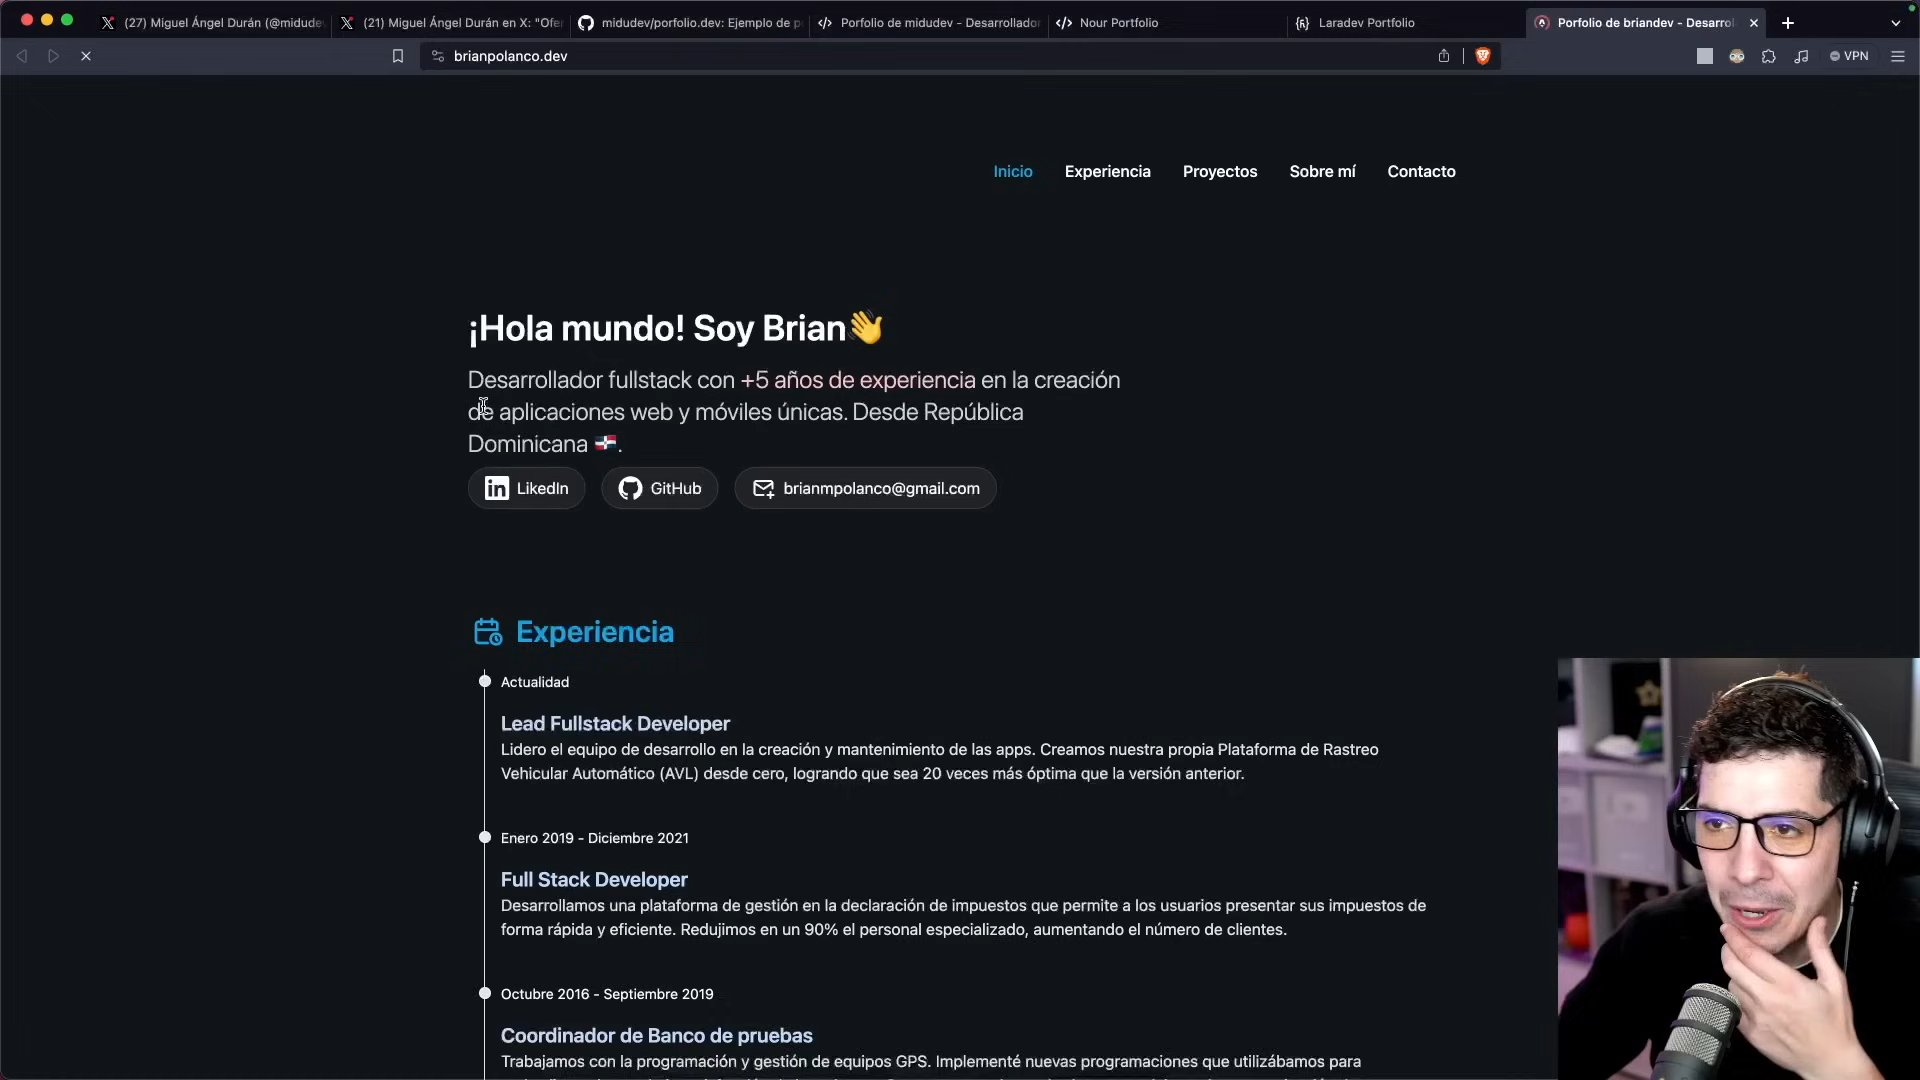 (27) Miguel Ángel Durán (@midudev
(21) Miguel Ángel Durán en X: "Ofer
midudev/porfolio.dev: Ejemplo de p
Porfolio de midudev - Desarrollador
Nour Portfolio
Laradev Portfolio
Porfolio de briandev - Desarrol
brianpolanco.dev
VPN
Inicio
Experiencia
Proyectos
Sobre mí
Contacto
¡Hola mundo! Soy Brian👋
Desarrollador fullstack con +5 años de experiencia en la creación
de aplicaciones web y móviles únicas. Desde República
Dominicana 🇩🇴.
LinkedIn
GitHub
brianmpolanco@gmail.com
Experiencia
Actualidad
Lead Fullstack Developer
Lidero el equipo de desarrollo en la creación y mantenimiento de las apps. Creamos nuestra propia Plataforma de Rastreo
Vehicular Automático (AVL) desde cero, logrando que sea 20 veces más óptima que la versión anterior.
Enero 2019 - Diciembre 2021
Full Stack Developer
Desarrollamos una plataforma de gestión en la declaración de impuestos que permite a los usuarios presentar sus impuestos de
forma rápida y eficiente. Redujimos en un 90% el personal especializado, aumentando el número de clientes.
Octubre 2016 - Septiembre 2019
Coordinador de Banco de pruebas
Trabajamos con la programación y gestión de equipos GPS. Implementé nuevas programaciones que utilizábamos para